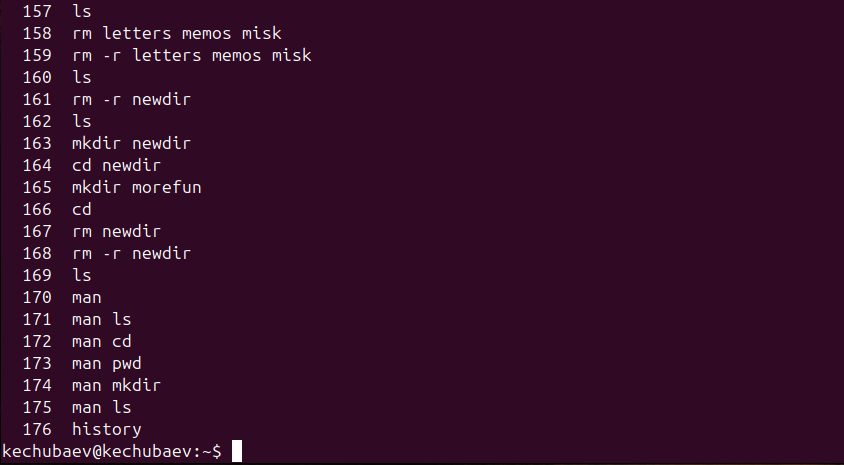 157 ls
158 rm letters memos misk
159 rm -r letters memos misk
160 ls
161 rm -r newdir
162 ls
163 mkdir newdir
164 cd newdir
165 mkdir morefun
166 cd
167 rm newdir
168 rm -r newdir
169 ls
170 man
171 man ls
172 man cd
173 man pwd
174 man mkdir
175 man ls
176 history
kechubaev@kechubaev:~$